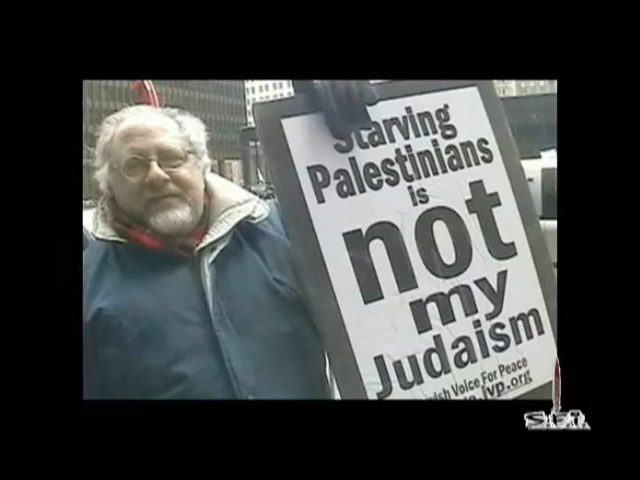 Starving
Palestinians
is
not
my
Judaism
Jewish Voice For Peace
jvp.org
S.E.T.